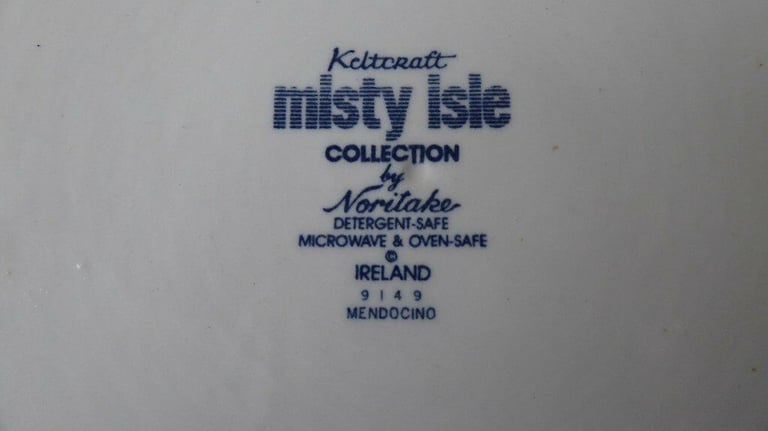 Keltcraft
misty isle
COLLECTION
by
Noritake
DETERGENT-SAFE
MICROWAVE & OVEN-SAFE
©
IRELAND
9149
MENDOCINO